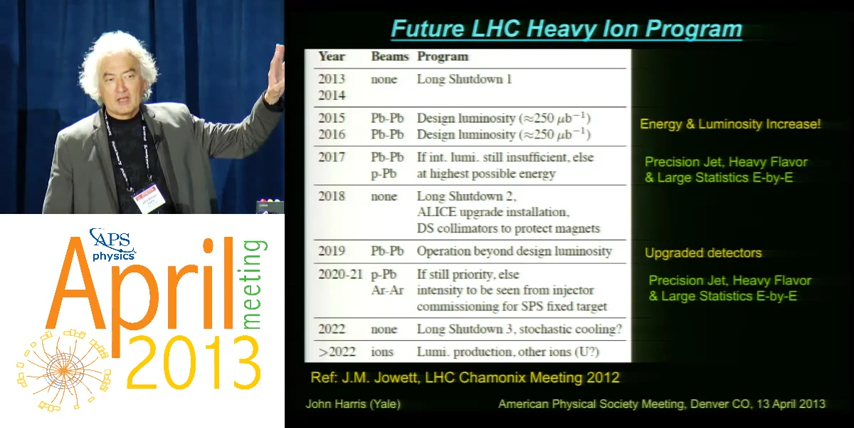 Future LHC Heavy Ion Program
Year Beams Program
2013 none Long Shutdown 1
2014
2015 Pb-Pb Design luminosity (≈250 μb⁻¹)
2016 Pb-Pb Design luminosity (≈250 μb⁻¹)
Energy & Luminosity Increase!
2017 Pb-Pb If int. lumi. still insufficient, else
p-Pb at highest possible energy
Precision Jet, Heavy Flavor
& Large Statistics E-by-E
2018 none Long Shutdown 2,
ALICE upgrade installation,
DS collimators to protect magnets
2019 Pb-Pb Operation beyond design luminosity
Upgraded detectors
2020-21 p-Pb If still priority, else
Ar-Ar intensity to be seen from injector
commissioning for SPS fixed target
Precision Jet, Heavy Flavor
& Large Statistics E-by-E
2022 none Long Shutdown 3, stochastic cooling?
>2022 ions Lumi. production, other ions (U?)
Ref: J.M. Jowett, LHC Chamonix Meeting 2012
John Harris (Yale) American Physical Society Meeting, Denver CO, 13 April 2013
APS
physics
April
meeting
2013